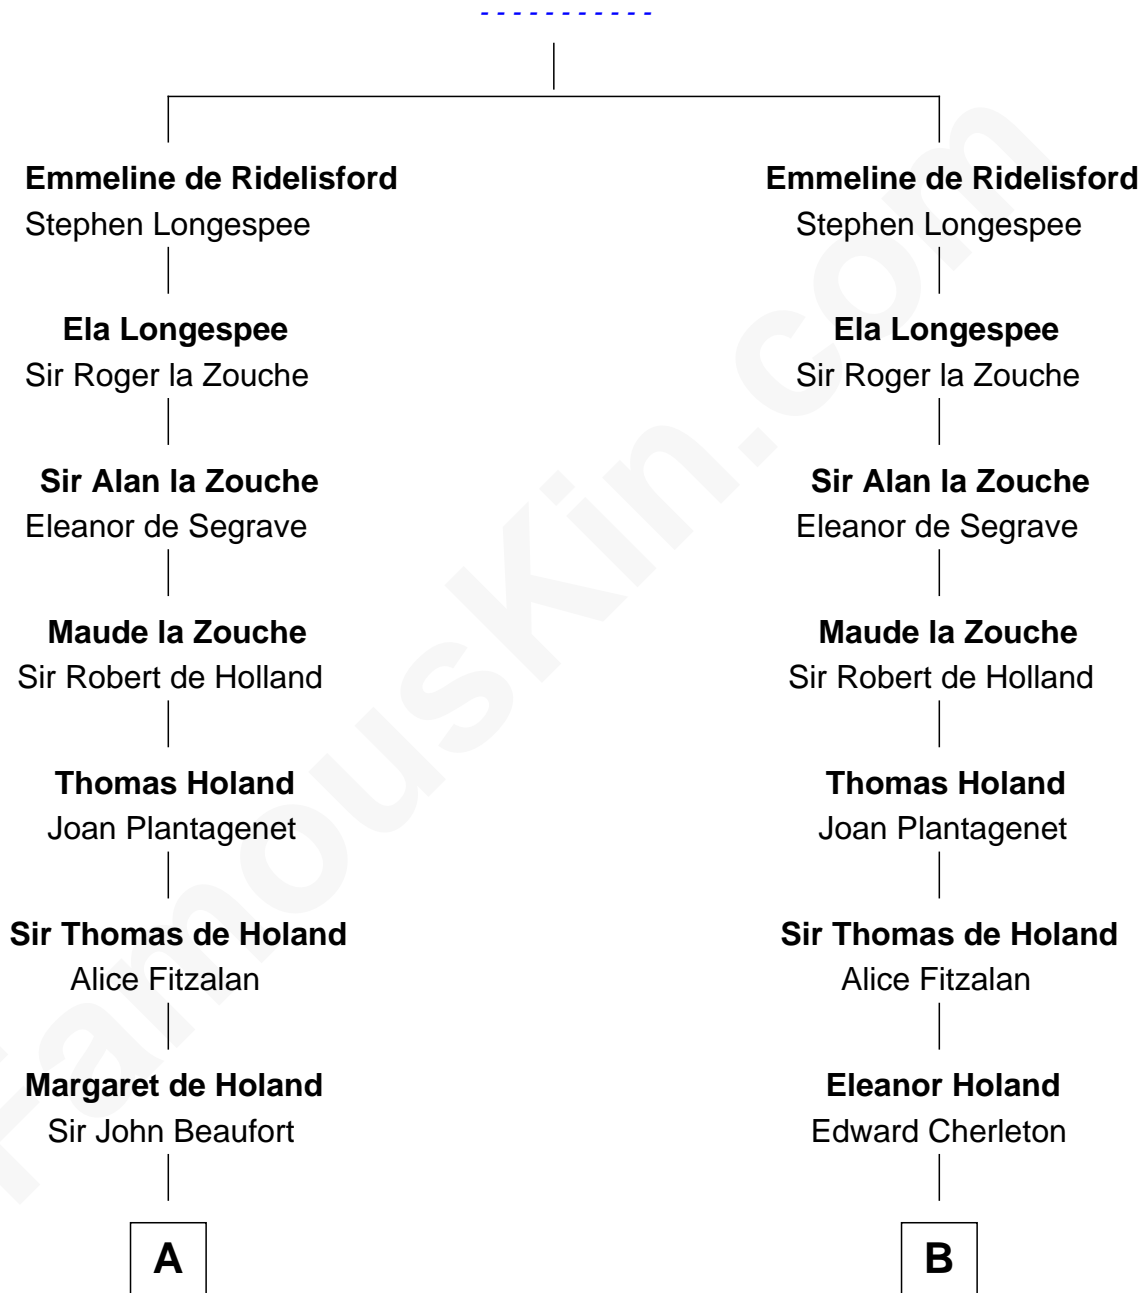 - - - - - - - - - - -
Emmeline de Ridelisford
Stephen Longespee
Ela Longespee
Sir Roger la Zouche
Sir Alan la Zouche
Eleanor de Segrave
Maude la Zouche
Sir Robert de Holland
Thomas Holand
Joan Plantagenet
Sir Thomas de Holand
Alice Fitzalan
Margaret de Holand
Sir John Beaufort
A
Emmeline de Ridelisford
Stephen Longespee
Ela Longespee
Sir Roger la Zouche
Sir Alan la Zouche
Eleanor de Segrave
Maude la Zouche
Sir Robert de Holland
Thomas Holand
Joan Plantagenet
Sir Thomas de Holand
Alice Fitzalan
Eleanor Holand
Edward Cherleton
B
FamousKin.com